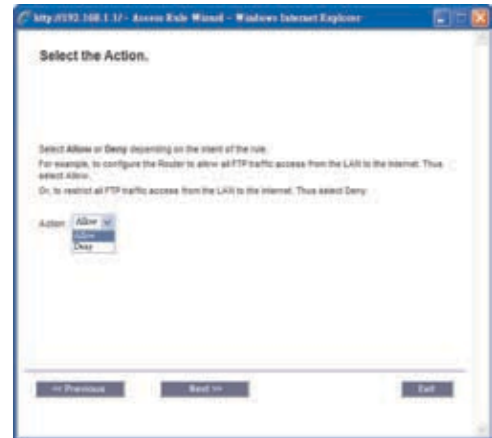 http://192.168.1.1/ - Access Rule Wizard - Windows Internet Explorer
Select the Action.
Select Allow or Deny depending on the intent of the rule.
For example, to configure the Router to allow all FTP traffic access from the LAN to the Internet. Thus
select Allow.
Or, to restrict all FTP traffic access from the LAN to the Internet. Thus select Deny.
Action: Allow
Allow
Deny
<< Previous
Next >>
Exit